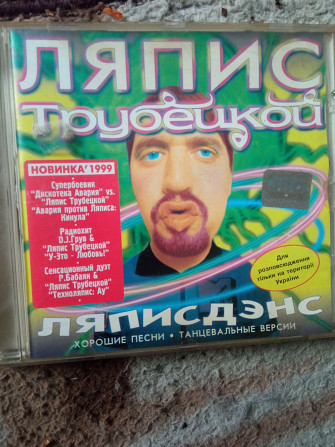 ЛЯПИС
Трубецкой
НОВИНКА' 1999
Супербоевик
"Дискотека Авария" vs.
"Ляпис Трубецкой"
"Авария против Ляписа:
Кинула"
Радиохит
D.J.Грув &
"Ляпис Трубецкой"
"У-Это - Любовь!"
Сенсационный дуэт
Р.Бабаян &
"Ляпис Трубецкой"
"Техноляпис: Ау"
Для
розповсюдження
тільки на території
України
ЛЯПИСДЭНС
ХОРОШИЕ ПЕСНИ • ТАНЦЕВАЛЬНЫЕ ВЕРСИИ